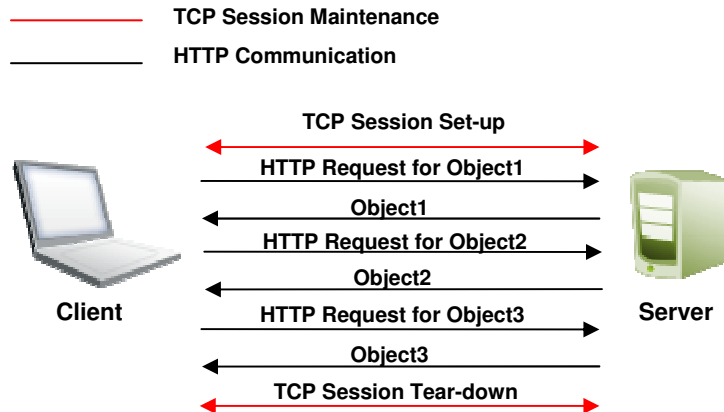 TCP Session Maintenance
HTTP Communication
TCP Session Set-up
HTTP Request for Object1
Object1
HTTP Request for Object2
Object2
HTTP Request for Object3
Object3
TCP Session Tear-down
Client
Server